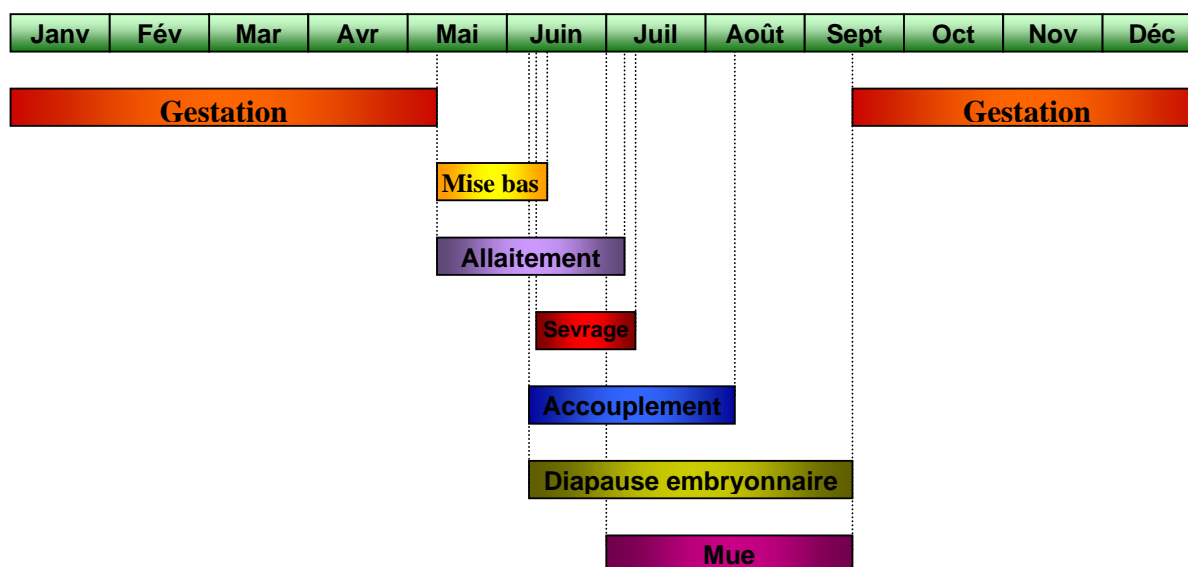 Janv Fév Mar Avr Mai Juin Juil Août Sept Oct Nov Déc
Gestation Gestation
Mise bas
Allaitement
Sevrage
Accouplement
Diapause embryonnaire
Mue